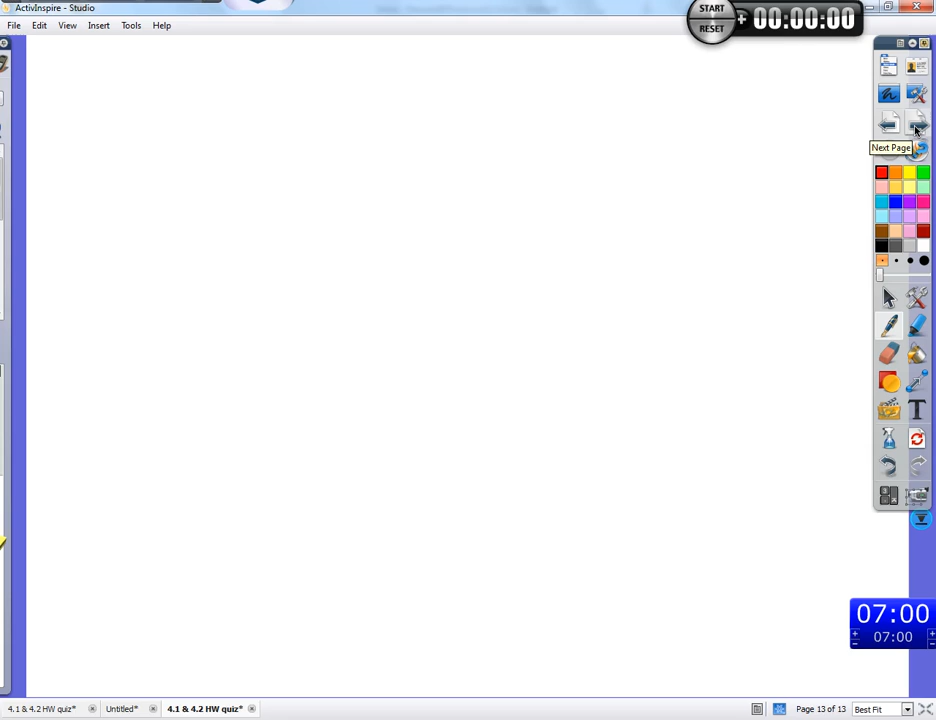 ActivInspire - Studio
START
RESET
+ 00:00:00
File Edit View Insert Tools Help
Next Page
T
07:00
07:00
4.1 & 4.2 HW quiz* Untitled* 4.1 & 4.2 HW quiz* Page 13 of 13 Best Fit